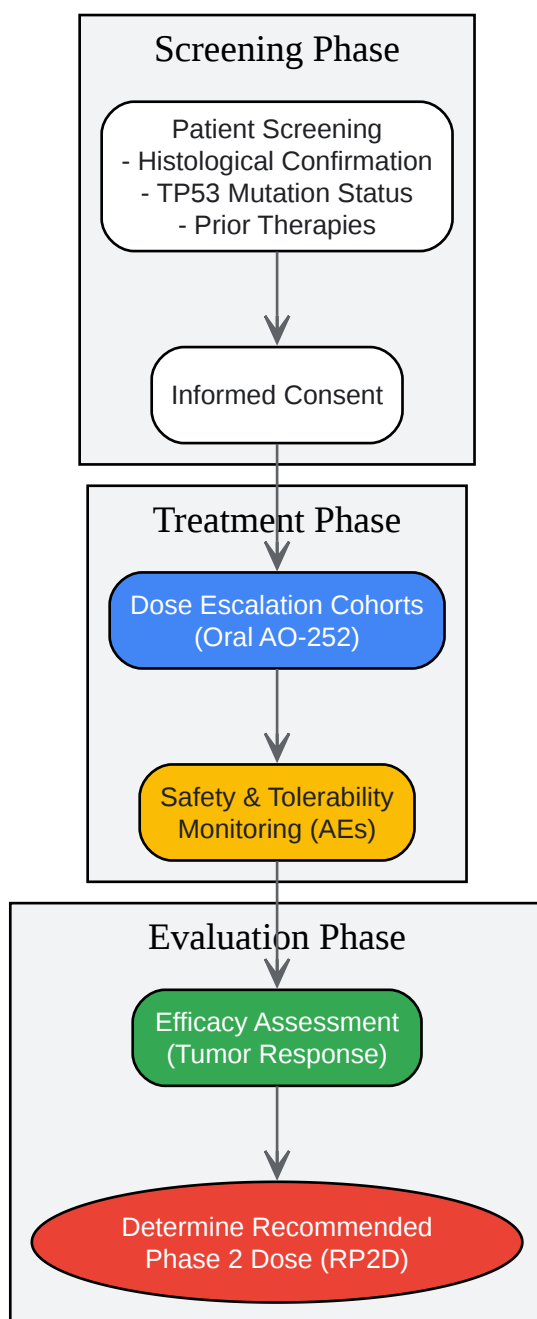 Screening Phase
Patient Screening
- Histological Confirmation
- TP53 Mutation Status
- Prior Therapies
Informed Consent
Treatment Phase
Dose Escalation Cohorts
(Oral AO-252)
Safety & Tolerability
Monitoring (AEs)
Evaluation Phase
Efficacy Assessment
(Tumor Response)
Determine Recommended
Phase 2 Dose (RP2D)